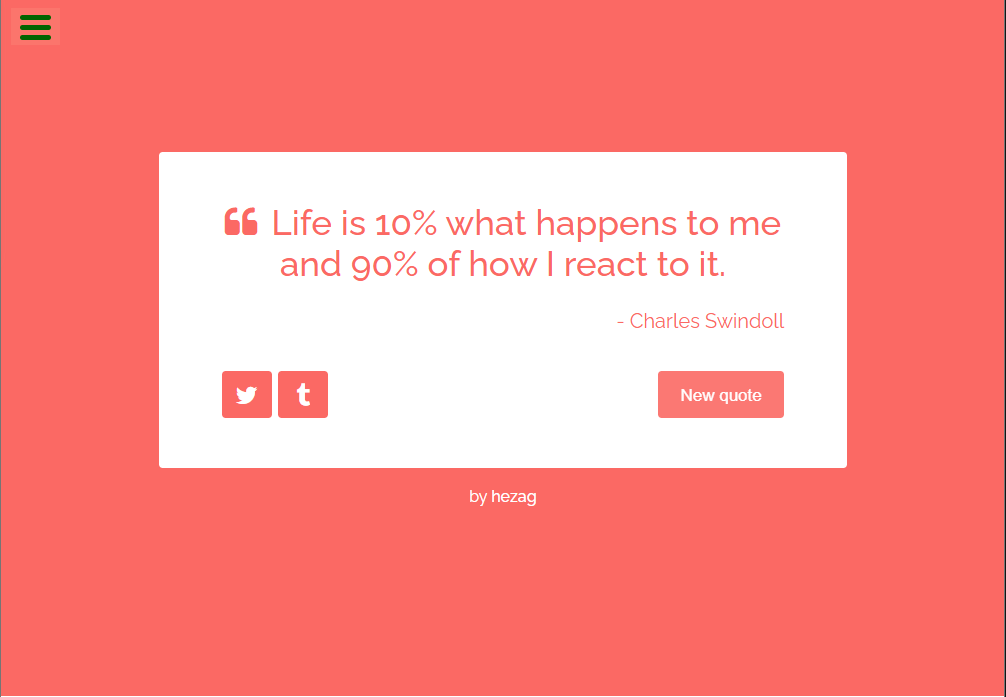 ❝ Life is 10% what happens to me
and 90% of how I react to it.
- Charles Swindoll
New quote
by hezag